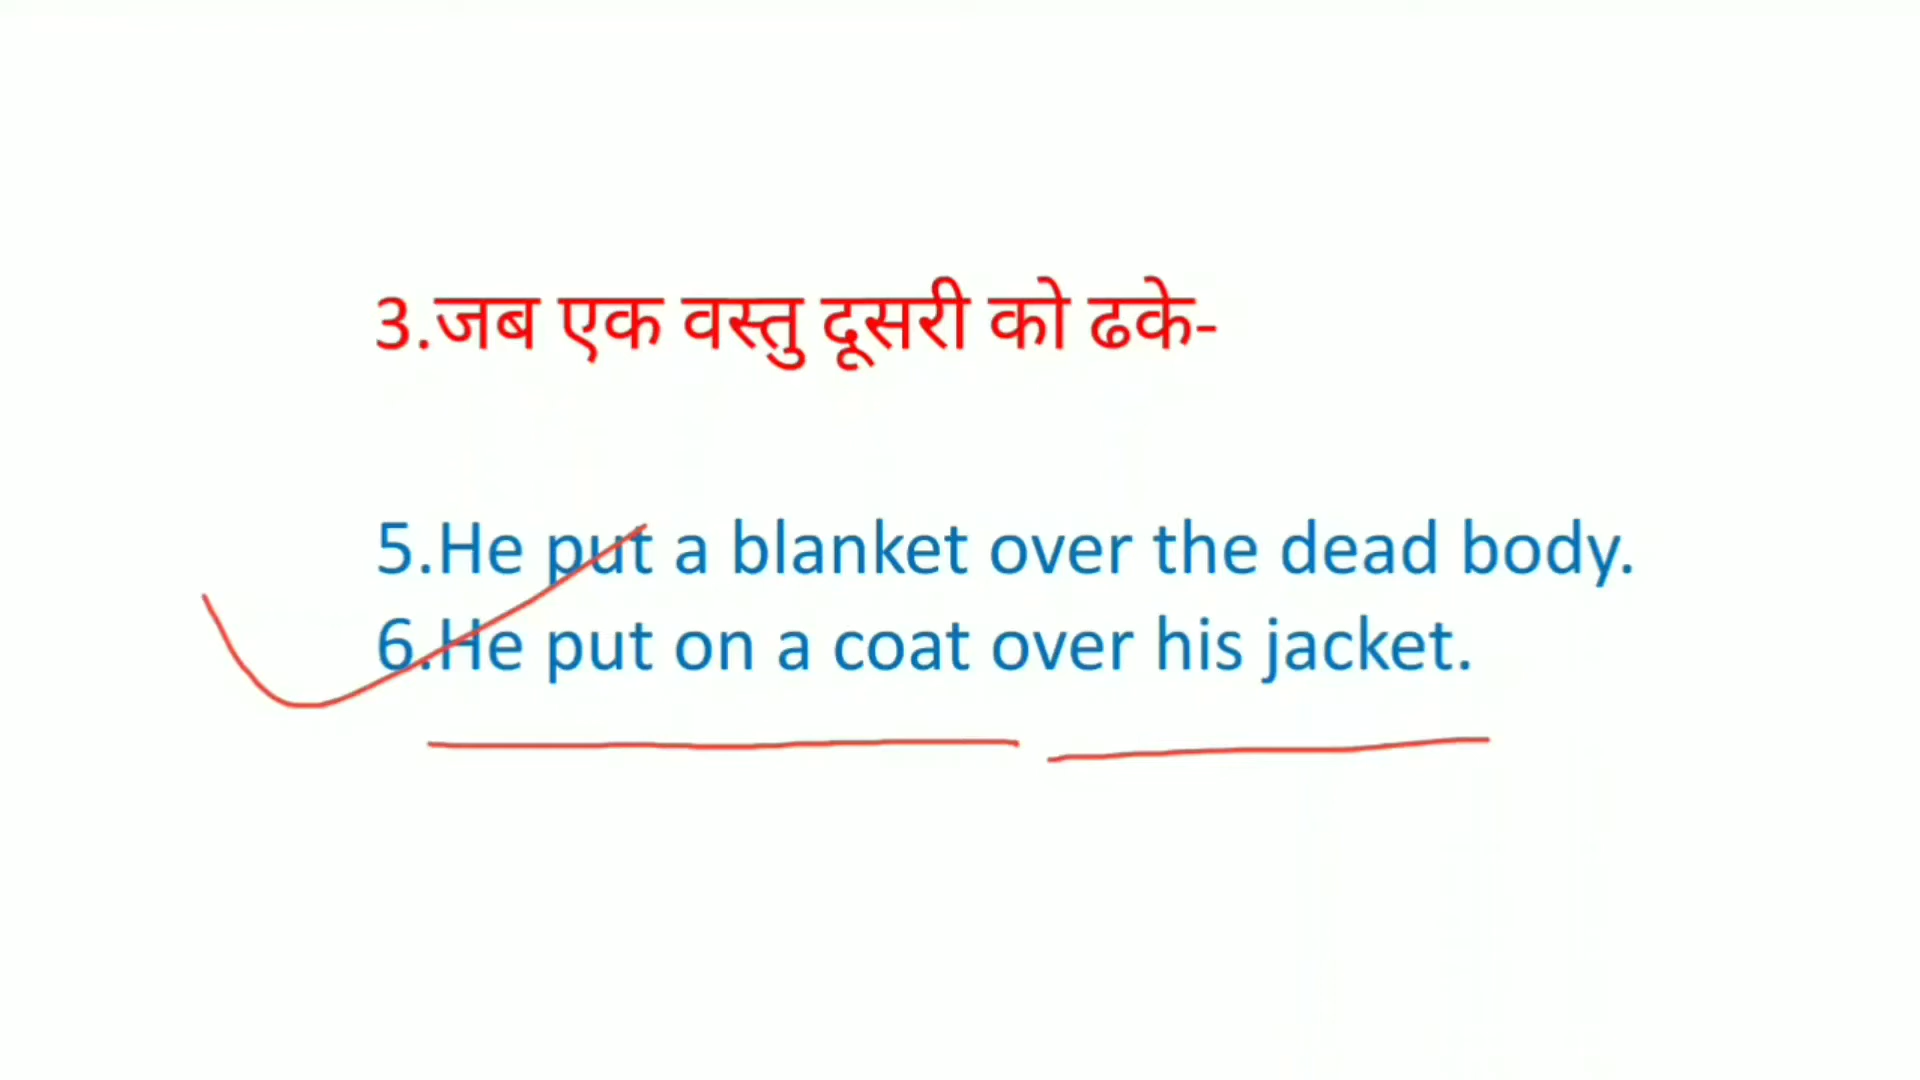 3.जब एक वस्तु दूसरी को ढके-
5.He put a blanket over the dead body.
6.He put on a coat over his jacket.